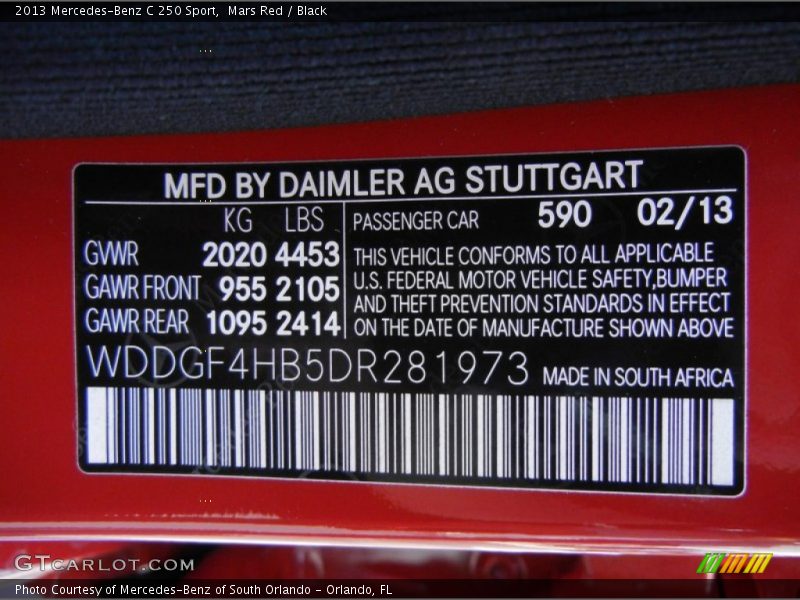 2013 Mercedes-Benz C 250 Sport,  Mars Red / Black
MFD BY DAIMLER AG STUTTGART
KG LBS
GVWR 2020 4453
GAWR FRONT 955 2105
GAWR REAR 1095 2414
PASSENGER CAR 590 02/13
THIS VEHICLE CONFORMS TO ALL APPLICABLE
U.S. FEDERAL MOTOR VEHICLE SAFETY,BUMPER
AND THEFT PREVENTION STANDARDS IN EFFECT
ON THE DATE OF MANUFACTURE SHOWN ABOVE
WDDGF4HB5DR281973 MADE IN SOUTH AFRICA
GTCARLOT.COM
Photo Courtesy of Mercedes-Benz of South Orlando - Orlando, FL